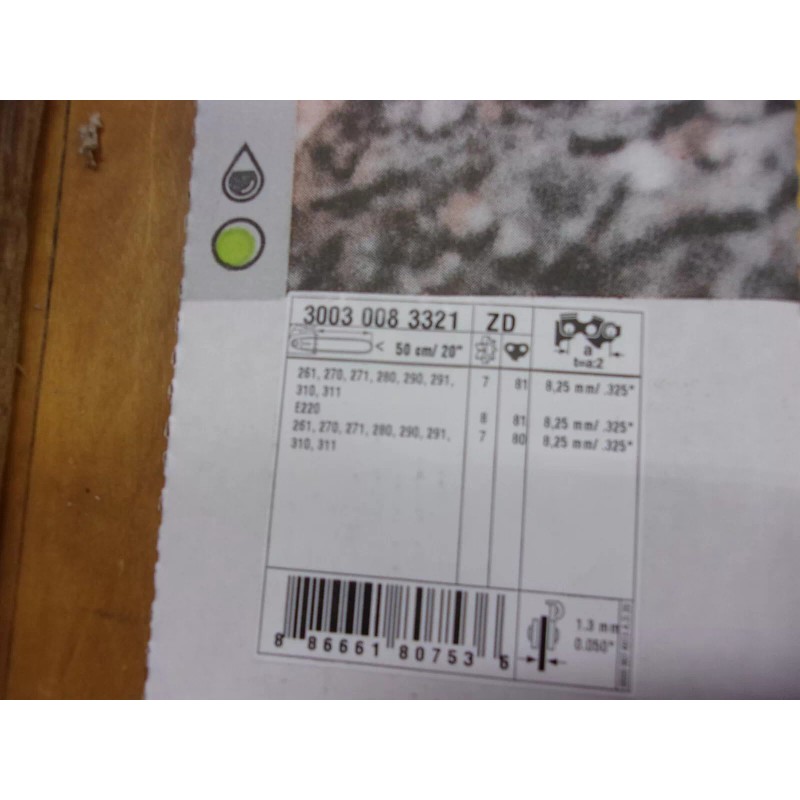 3003 008 3321 ZD
< 50 cm/ 20"
a
t=a:2
261, 270, 271, 280, 290, 291, 7 81 8,25 mm/ .325"
310, 311
E220 8 81 8,25 mm/ .325"
261, 270, 271, 280, 290, 291, 7 80 8,25 mm/ .325"
310, 311
1.3 mm
0.050"
8 86661 80753 6